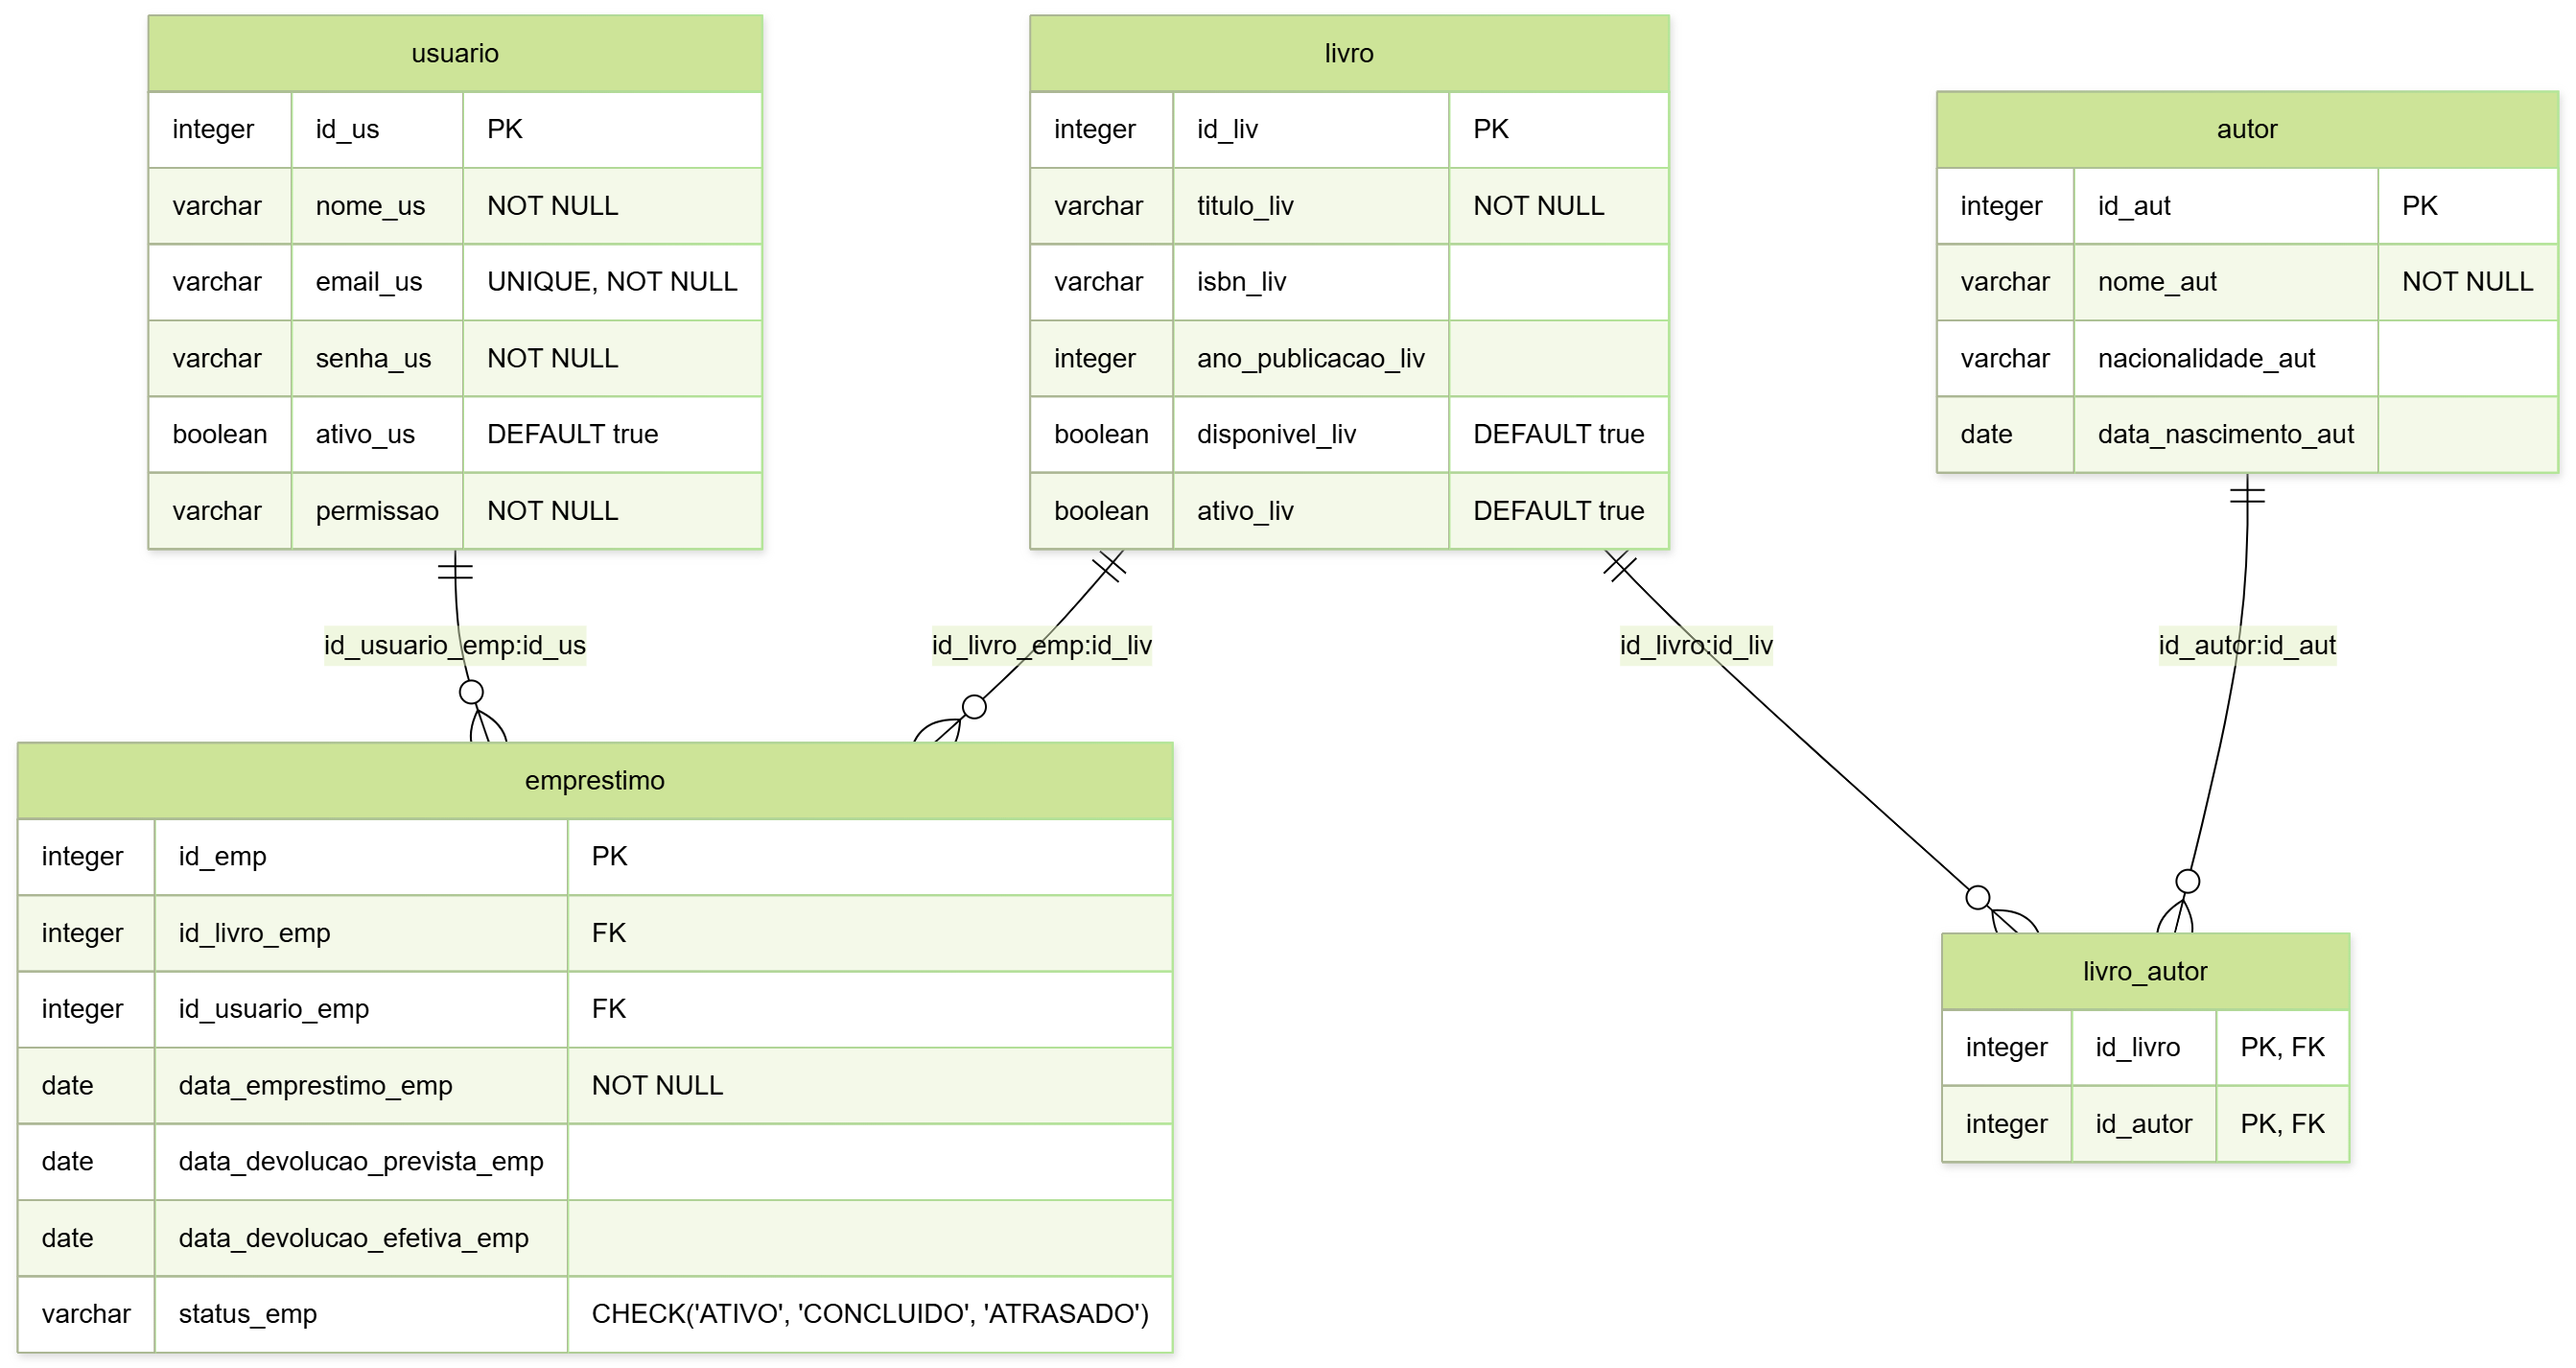 usuario
integer id_us PK
varchar nome_us NOT NULL
varchar email_us UNIQUE, NOT NULL
varchar senha_us NOT NULL
boolean ativo_us DEFAULT true
varchar permissao NOT NULL
livro
integer id_liv PK
varchar titulo_liv NOT NULL
varchar isbn_liv
integer ano_publicacao_liv
boolean disponivel_liv DEFAULT true
boolean ativo_liv DEFAULT true
autor
integer id_aut PK
varchar nome_aut NOT NULL
varchar nacionalidade_aut
date data_nascimento_aut
id_usuario_emp:id_us
id_livro_emp:id_liv
id_livro:id_liv
id_autor:id_aut
emprestimo
integer id_emp PK
integer id_livro_emp FK
integer id_usuario_emp FK
date data_emprestimo_emp NOT NULL
date data_devolucao_prevista_emp
date data_devolucao_efetiva_emp
varchar status_emp CHECK('ATIVO', 'CONCLUIDO', 'ATRASADO')
livro_autor
integer id_livro PK, FK
integer id_autor PK, FK